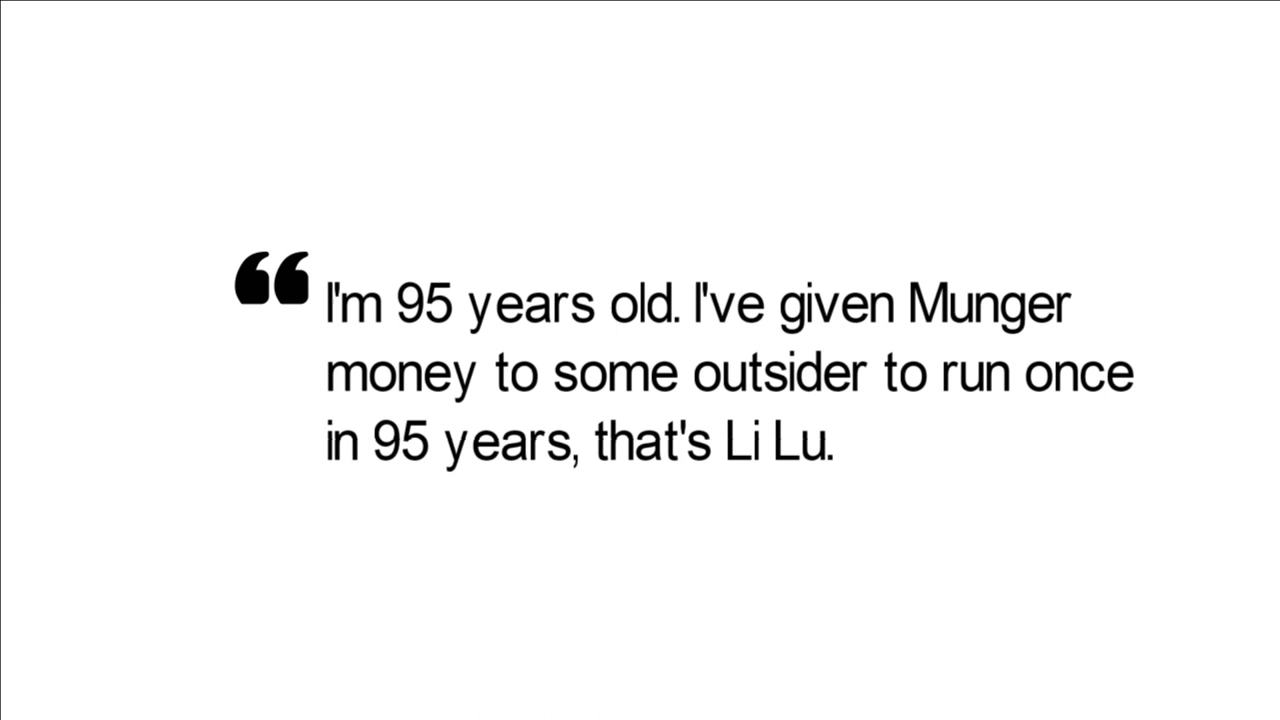 “I'm 95 years old. I've given Munger
money to some outsider to run once
in 95 years, that's Li Lu.